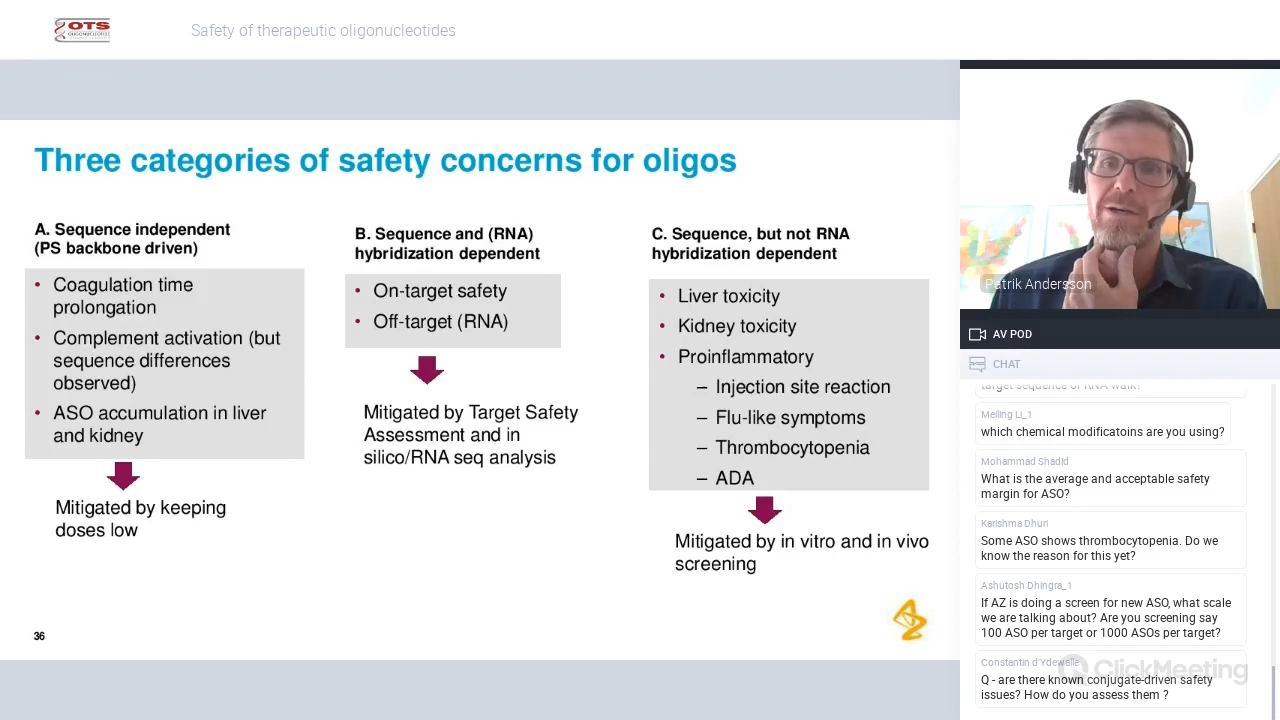 OTS
OLIGONUCLEOTIDE
Safety of therapeutic oligonucleotides
Three categories of safety concerns for oligos
A. Sequence independent
(PS backbone driven)
• Coagulation time
prolongation
• Complement activation (but
sequence differences
observed)
• ASO accumulation in liver
and kidney
Mitigated by keeping
doses low
B. Sequence and (RNA)
hybridization dependent
• On-target safety
• Off-target (RNA)
Mitigated by Target Safety
Assessment and in
silico/RNA seq analysis
C. Sequence, but not RNA
hybridization dependent
• Liver toxicity
• Kidney toxicity
• Proinflammatory
– Injection site reaction
– Flu-like symptoms
– Thrombocytopenia
– ADA
Mitigated by in vitro and in vivo
screening
36
Patrik Andersson
AV POD
CHAT
target sequence or RNA walk?
Meiling LI_1
which chemical modificatoins are you using?
Mohammad Shadid
What is the average and acceptable safety
margin for ASO?
Karishma Dhuri
Some ASO shows thrombocytopenia. Do we
know the reason for this yet?
Ashutosh Dhingra_1
If AZ is doing a screen for new ASO, what scale
we are talking about? Are you screening say
100 ASO per target or 1000 ASOs per target?
Constantin d'Ydewalle
ClickMeeting
Q - are there known conjugate-driven safety
issues? How do you assess them ?